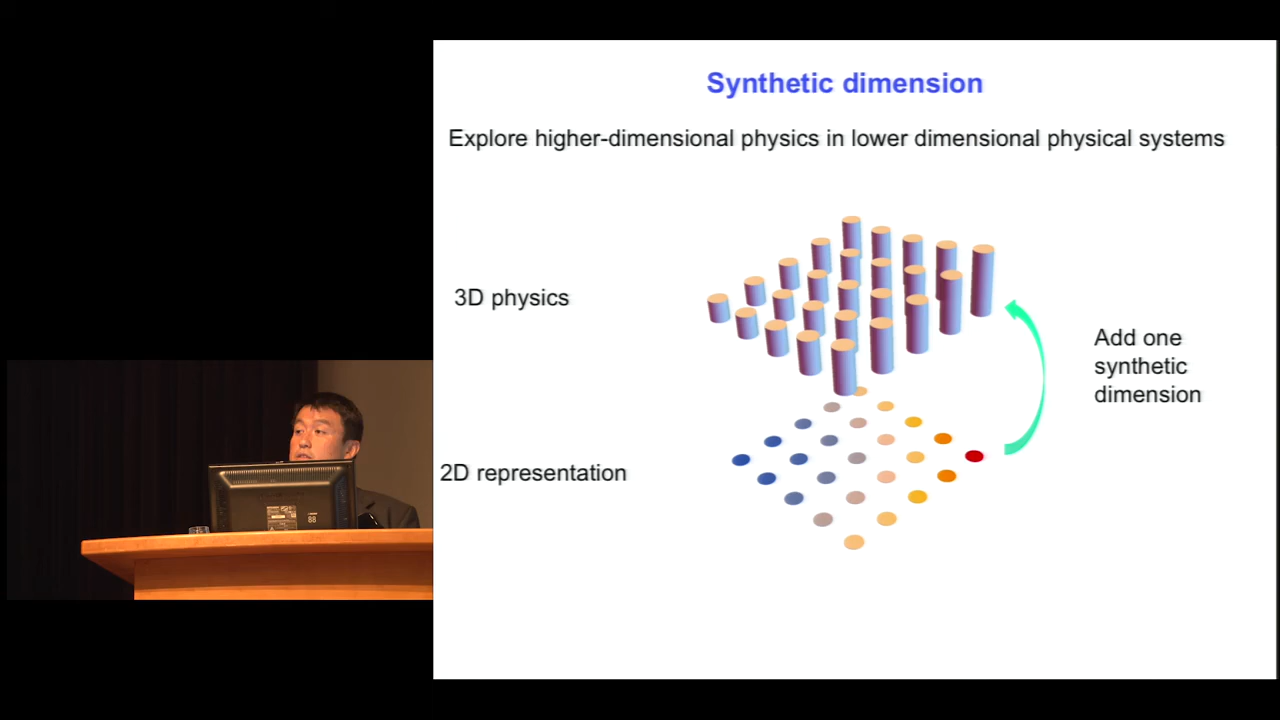 Synthetic dimension
Explore higher-dimensional physics in lower dimensional physical systems
3D physics
Add one
synthetic
dimension
2D representation
88